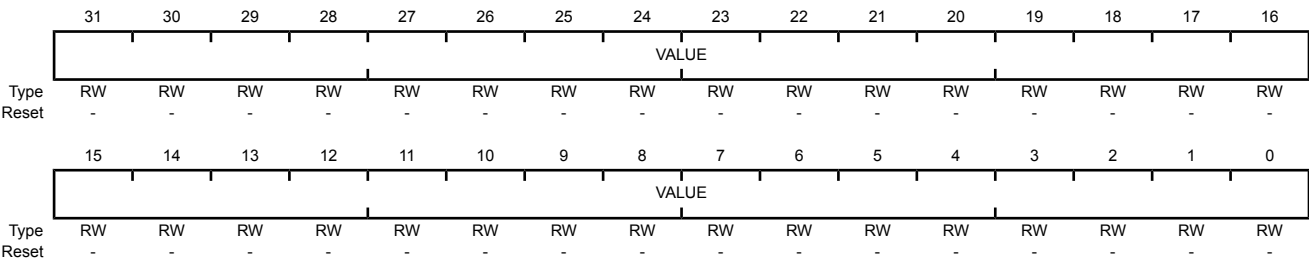 31 30 29 28 27 26 25 24 23 22 21 20 19 18 17 16
VALUE
Type RW RW RW RW RW RW RW RW RW RW RW RW RW RW RW RW
Reset - - - - - - - - - - - - - - - -
15 14 13 12 11 10 9 8 7 6 5 4 3 2 1 0
VALUE
Type RW RW RW RW RW RW RW RW RW RW RW RW RW RW RW RW
Reset - - - - - - - - - - - - - - - -